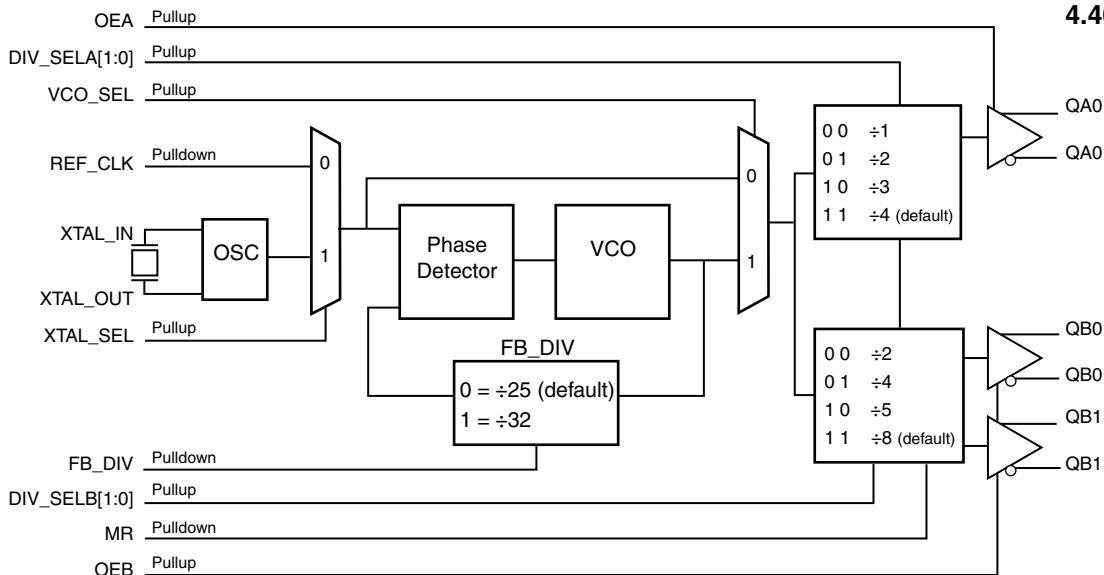 OEA Pullup
4.4
DIV_SELA[1:0] Pullup
VCO_SEL Pullup
REF_CLK Pulldown
XTAL_IN
XTAL_OUT
OSC
XTAL_SEL Pullup
0
1
Phase
Detector
VCO
0
1
FB_DIV
0 = ÷25 (default)
1 = ÷32
0 0 ÷1
0 1 ÷2
1 0 ÷3
1 1 ÷4 (default)
0 0 ÷2
0 1 ÷4
1 0 ÷5
1 1 ÷8 (default)
QA0
QA0
QB0
QB0
QB1
QB1
FB_DIV Pulldown
DIV_SELB[1:0] Pullup
MR Pulldown
OEB Pullup